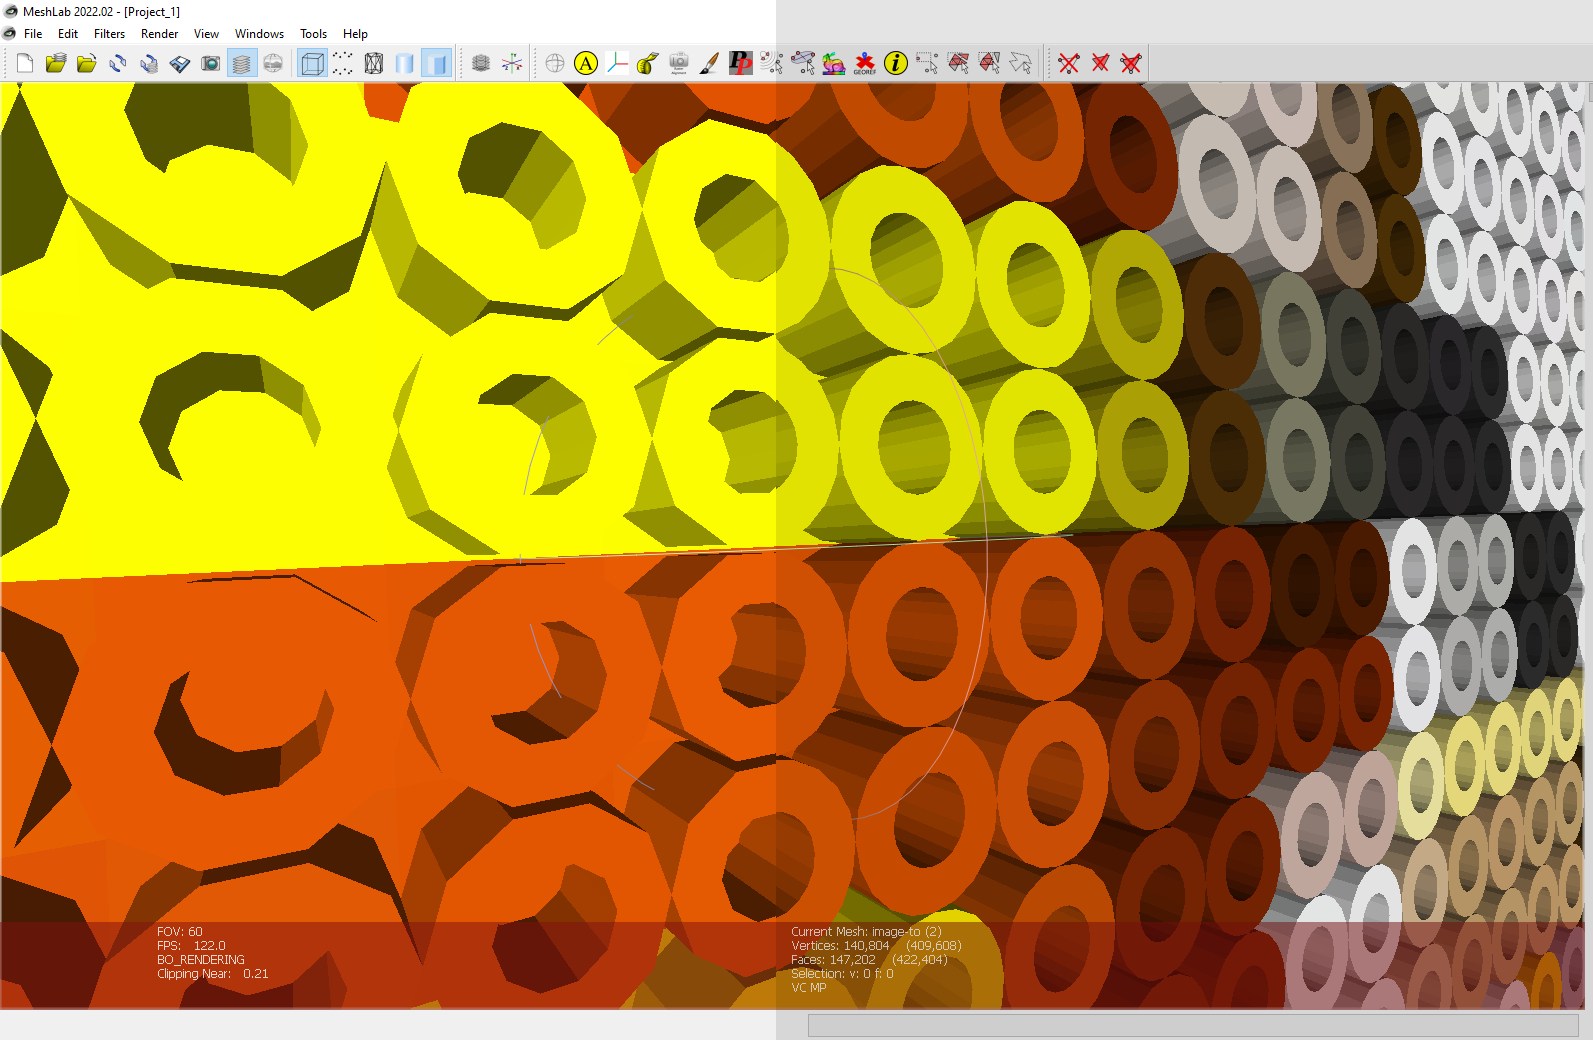 MeshLab 2022.02 - [Project_1]
File Edit Filters Render View Windows Tools Help
A
PP
GEOREF
i
FOV: 60
FPS: 122.0
BO_RENDERING
Clipping Near: 0.21
Current Mesh: image-to (2)
Vertices: 140,804 (409,608)
Faces: 147,202 (422,404)
Selection: v: 0 f: 0
VC MP